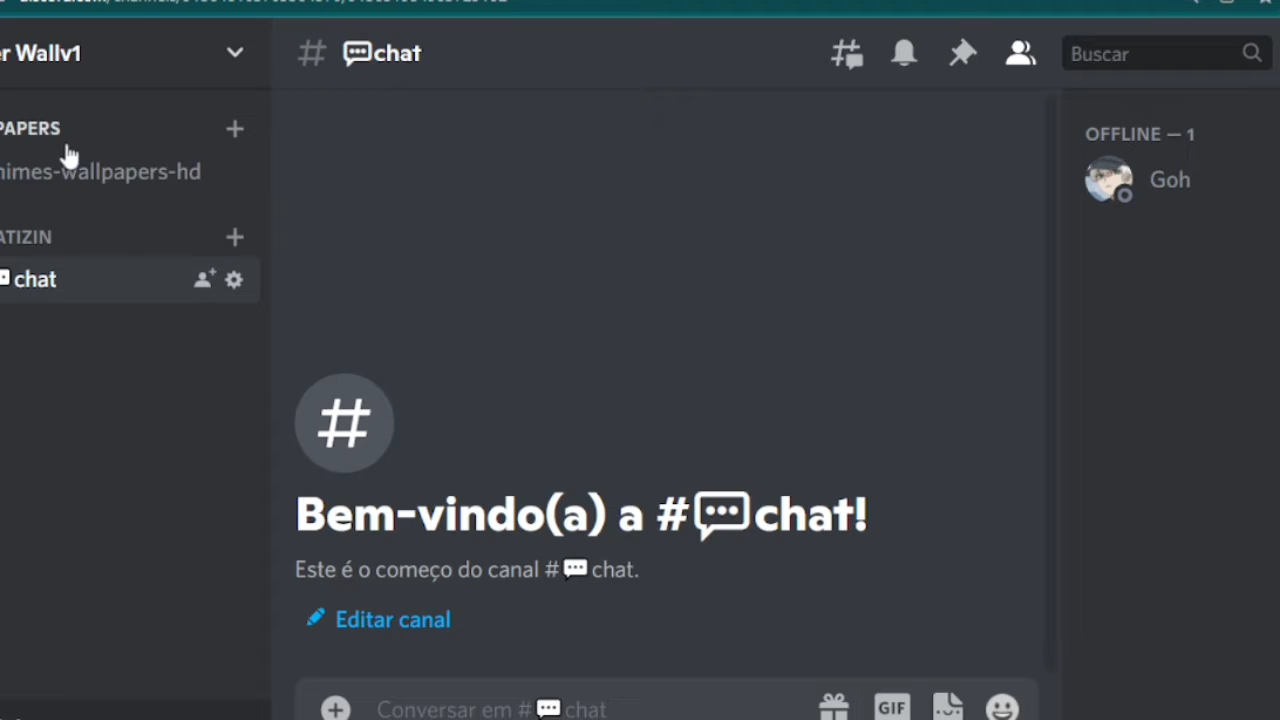 er Wallv1
# 💬chat
Buscar
PAPERS
nimes-wallpapers-hd
ATIZIN
💬chat
OFFLINE — 1
Goh
Bem-vindo(a) a #💬chat!
Este é o começo do canal #💬chat.
Editar canal
Conversar em #💬chat
GIF